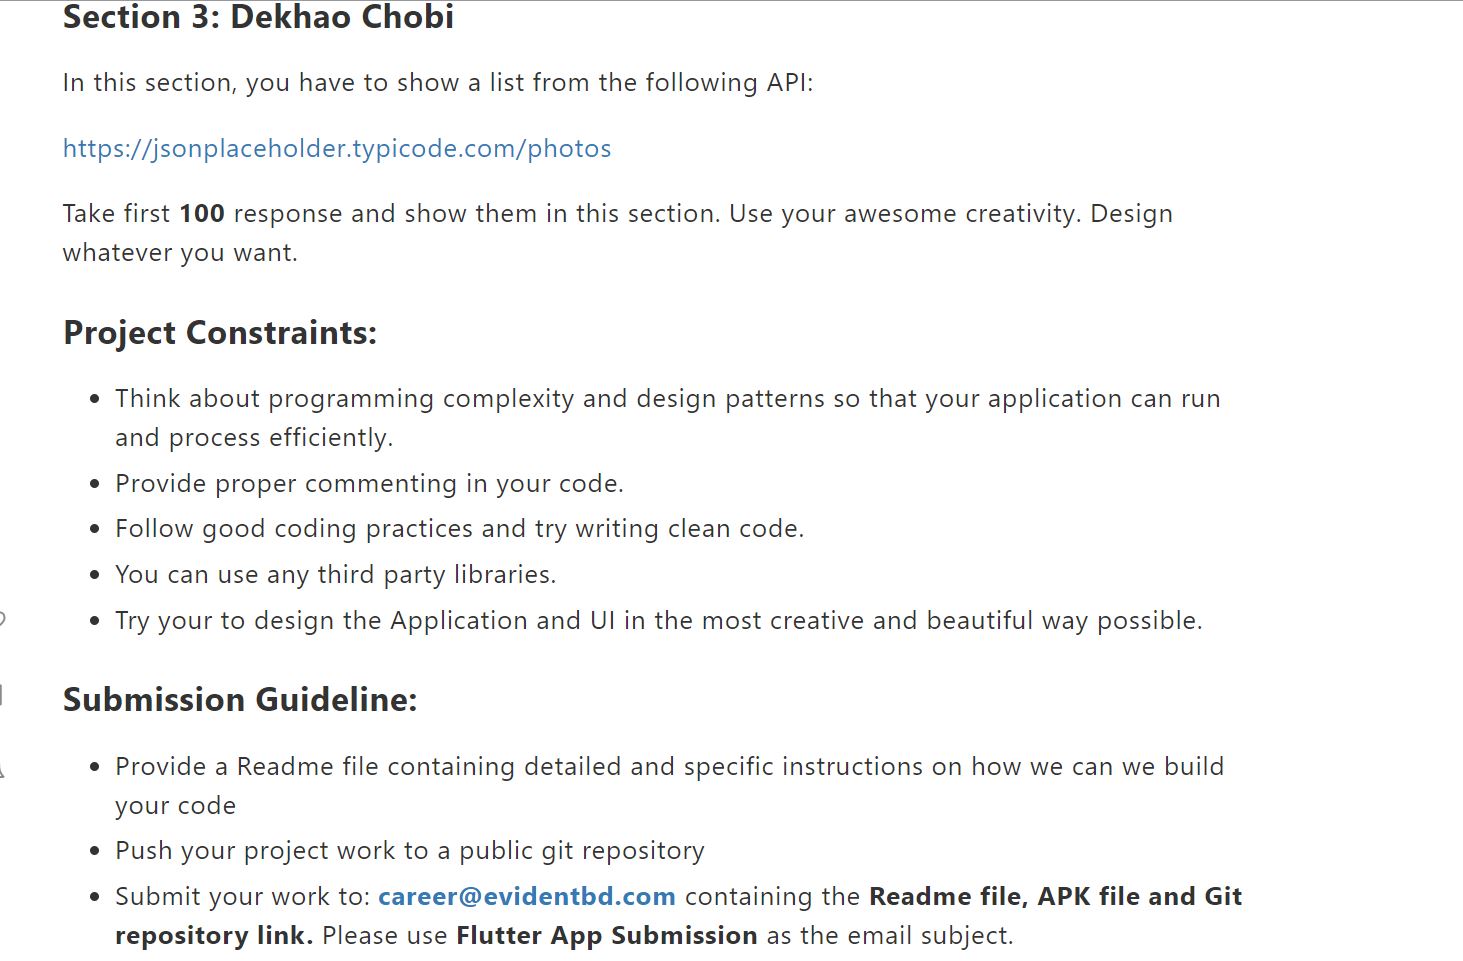 Section 3: Dekhao Chobi
In this section, you have to show a list from the following API:
https://jsonplaceholder.typicode.com/photos
Take first 100 response and show them in this section. Use your awesome creativity. Design
whatever you want.
Project Constraints:
• Think about programming complexity and design patterns so that your application can run
and process efficiently.
• Provide proper commenting in your code.
• Follow good coding practices and try writing clean code.
• You can use any third party libraries.
• Try your to design the Application and UI in the most creative and beautiful way possible.
Submission Guideline:
• Provide a Readme file containing detailed and specific instructions on how we can we build
your code
• Push your project work to a public git repository
• Submit your work to: career@evidentbd.com containing the Readme file, APK file and Git
repository link. Please use Flutter App Submission as the email subject.